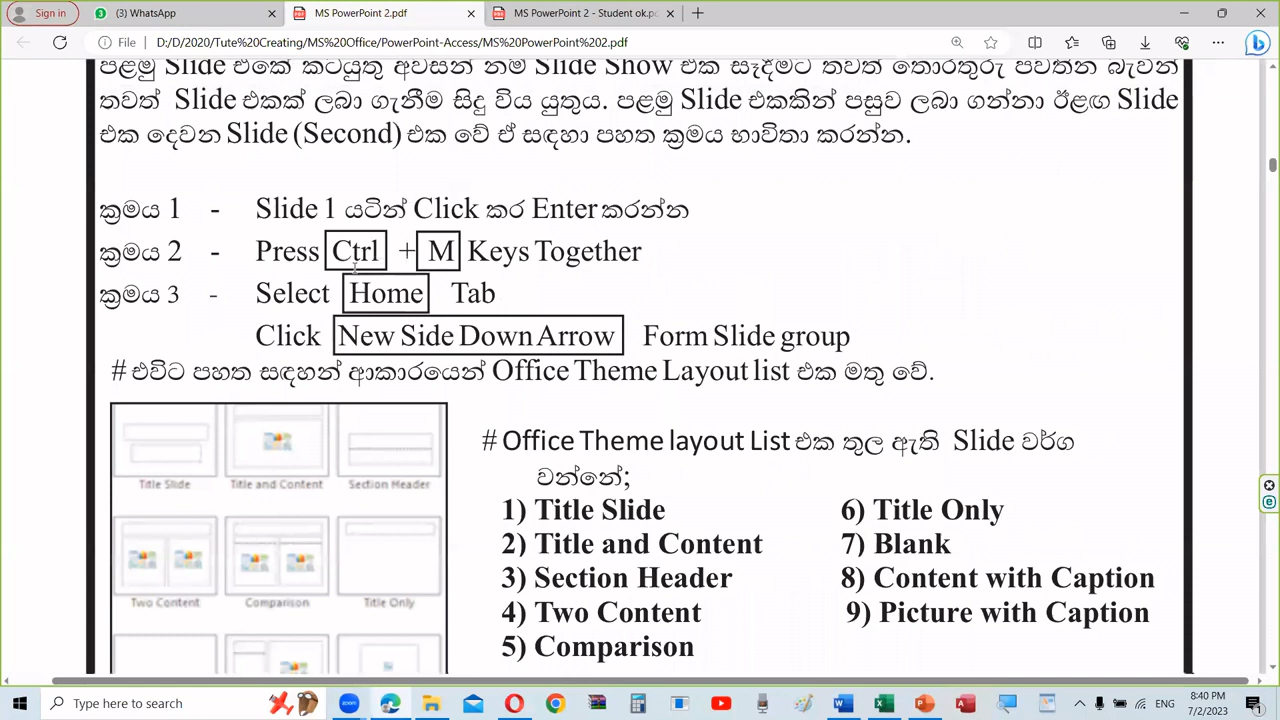 Sign in
(3) WhatsApp
MS PowerPoint 2.pdf
MS PowerPoint 2 - Student ok.pc
File
D:/D/2020/Tute%20Creating/MS%20Office/PowerPoint-Access/MS%20PowerPoint%202.pdf
පළමු Slide එකේ කටයුතු අවසන් නම් Slide Show එක සෑදීමට තවත් තොරතුරු පවතින බැවින්
තවත් Slide එකක් ලබා ගැනීම සිදු විය යුතුය. පළමු Slide එකකින් පසුව ලබා ගන්නා ඊළඟ Slide
එක දෙවන Slide (Second) එක වේ ඒ සඳහා පහත ක්‍රමය භාවිතා කරන්න.
ක්‍රමය 1 - Slide 1 යටින් Click කර Enter කරන්න
ක්‍රමය 2 - Press Ctrl + M Keys Together
ක්‍රමය 3 - Select Home Tab
Click New Side Down Arrow Form Slide group
# එවිට පහත සඳහන් ආකාරයෙන් Office Theme Layout list එක මතු වේ.
Title Slide Title and Content Section Header
Two Content Comparison Title Only
# Office Theme layout List එක තුල ඇති Slide වර්ග
වන්නේ;
1) Title Slide
2) Title and Content
3) Section Header
4) Two Content
5) Comparison
6) Title Only
7) Blank
8) Content with Caption
9) Picture with Caption
Type here to search
ENG
8:40 PM
7/2/2023